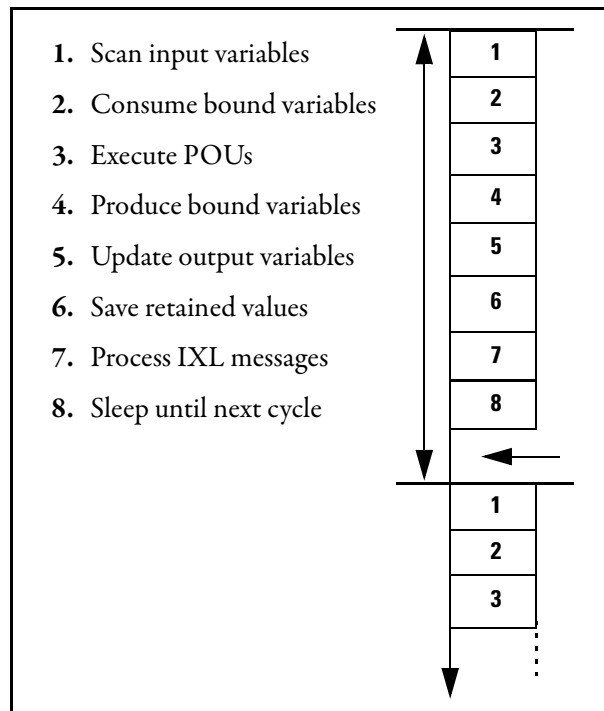 1. Scan input variables
2. Consume bound variables
3. Execute POUs
4. Produce bound variables
5. Update output variables
6. Save retained values
7. Process IXL messages
8. Sleep until next cycle
1
2
3
4
5
6
7
8
1
2
3